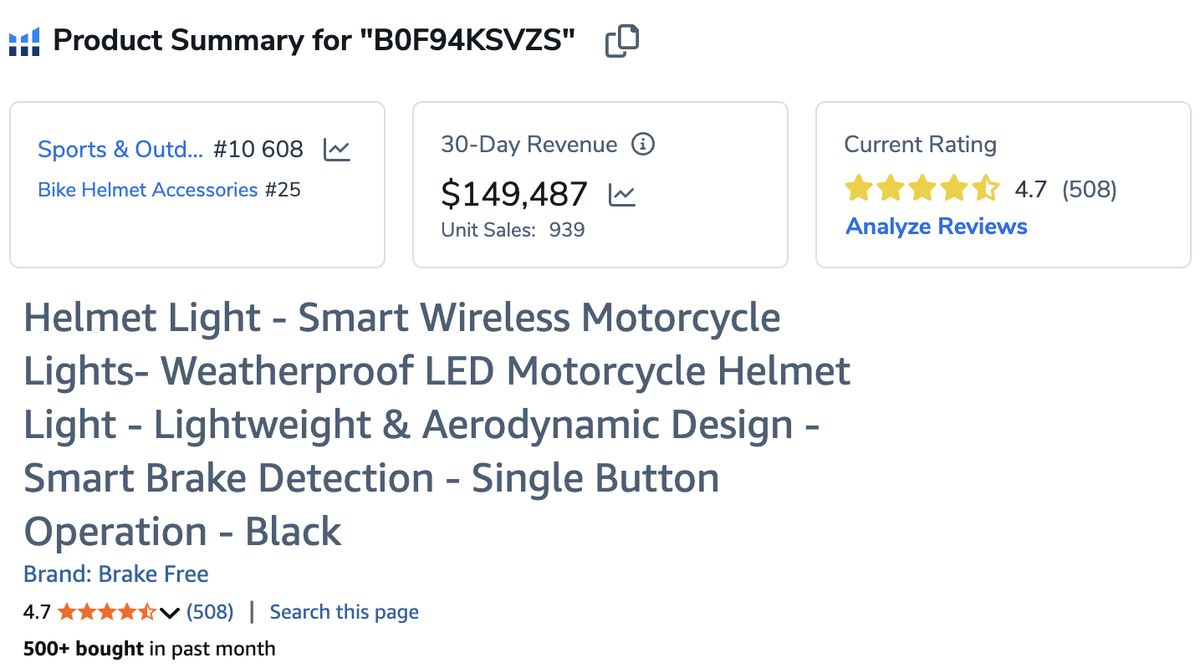 Product Summary for "B0F94KSVZS"
Sports & Outd... #10 608
Bike Helmet Accessories #25
30-Day Revenue
$149,487
Unit Sales: 939
Current Rating
4.7 (508)
Analyze Reviews
Helmet Light - Smart Wireless Motorcycle
Lights- Weatherproof LED Motorcycle Helmet
Light - Lightweight & Aerodynamic Design -
Smart Brake Detection - Single Button
Operation - Black
Brand: Brake Free
4.7 (508) | Search this page
500+ bought in past month